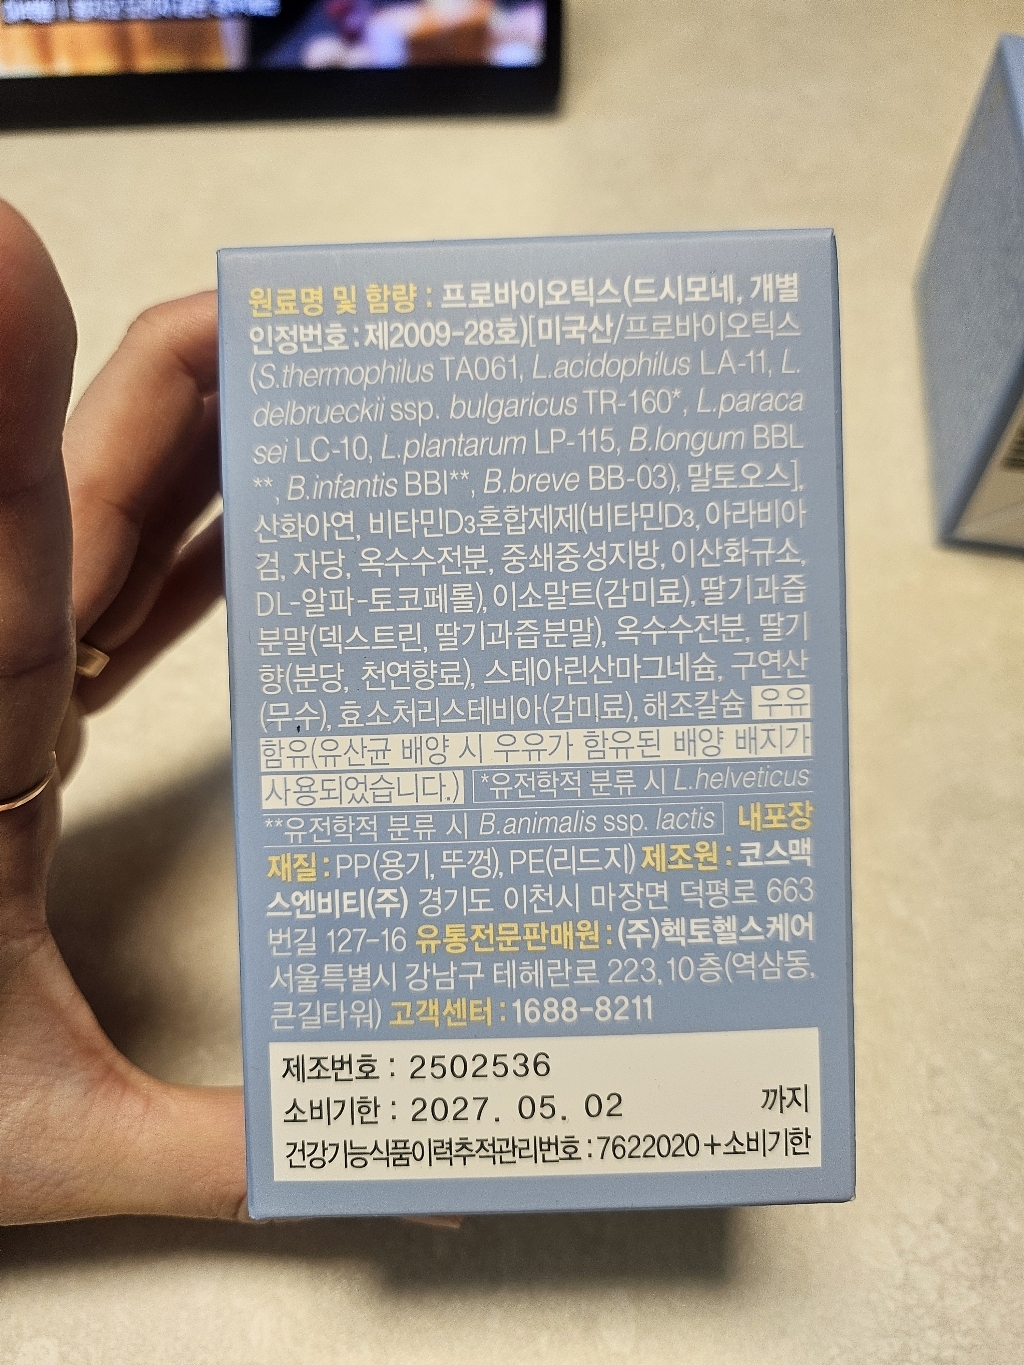 원료명 및 함량 : 프로바이오틱스(드시모네, 개별
인정번호 : 제2009-28호)[미국산/프로바이오틱스
(S.thermophilus TA061, L.acidophilus LA-11, L.
delbrueckii ssp. bulgaricus TR-160*, L.paraca
sei LC-10, L.plantarum LP-115, B.longum BBL
**, B.infantis BBI**, B.breve BB-03), 말토오스],
산화아연, 비타민D3혼합제제(비타민D3, 아라비아
검, 자당, 옥수수전분, 중쇄중성지방, 이산화규소,
DL-알파-토코페롤), 이소말트(감미료), 딸기과즙
분말(덱스트린, 딸기과즙분말), 옥수수전분, 딸기
향(분당, 천연향료), 스테아린산마그네슘, 구연산
(무수), 효소처리스테비아(감미료), 해조칼슘 우유
함유(유산균 배양 시 우유가 함유된 배양 배지가
사용되었습니다.) *유전학적 분류 시 L.helveticus
**유전학적 분류 시 B.animalis ssp. lactis 내포장
재질 : PP(용기, 뚜껑), PE(리드지) 제조원 : 코스맥
스엔비티(주) 경기도 이천시 마장면 덕평로 663
번길 127-16 유통전문판매원 : (주)헥토헬스케어
서울특별시 강남구 테헤란로 223, 10층(역삼동,
큰길타워) 고객센터 : 1688-8211
제조번호 : 2502536
소비기한 : 2027. 05. 02 까지
건강기능식품이력추적관리번호 : 7622020+소비기한